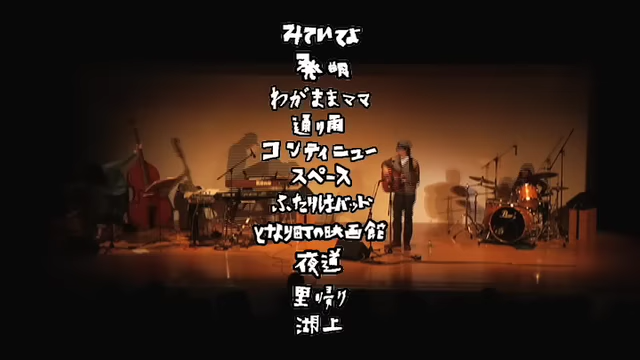 みていてよ
発明
わがままママ
通り雨
コンティニュー
スペース
ふたりはバッド
となり町の映画館
夜道
里帰り
湖上